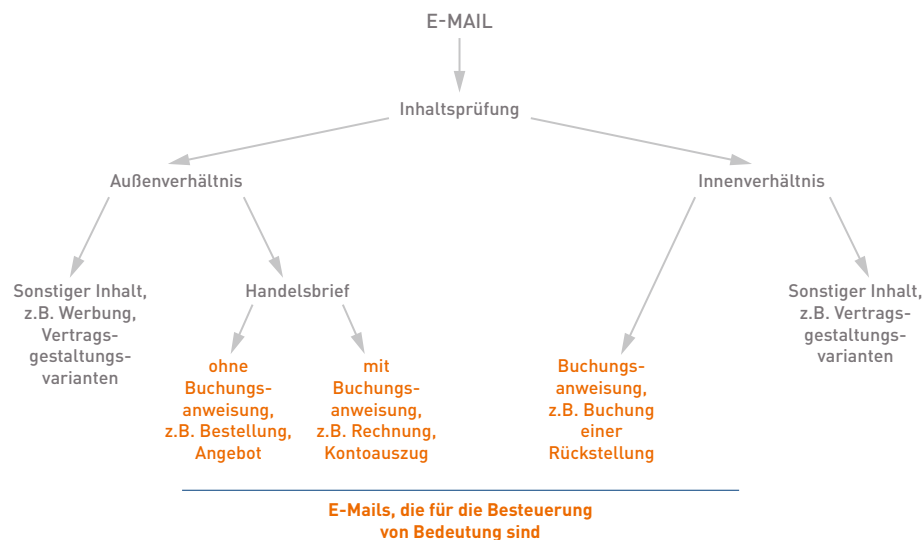 E-MAIL
Inhaltsprüfung
Außenverhältnis
Innenverhältnis
Sonstiger Inhalt,
z.B. Werbung,
Vertrags-
gestaltungs-
varianten
Handelsbrief
Sonstiger Inhalt,
z.B. Vertrags-
gestaltungs-
varianten
ohne
Buchungs-
anweisung,
z.B. Bestellung,
Angebot
mit
Buchungs-
anweisung,
z.B. Rechnung,
Kontoauszug
Buchungs-
anweisung,
z.B. Buchung
einer
Rückstellung
E-Mails, die für die Besteuerung
von Bedeutung sind